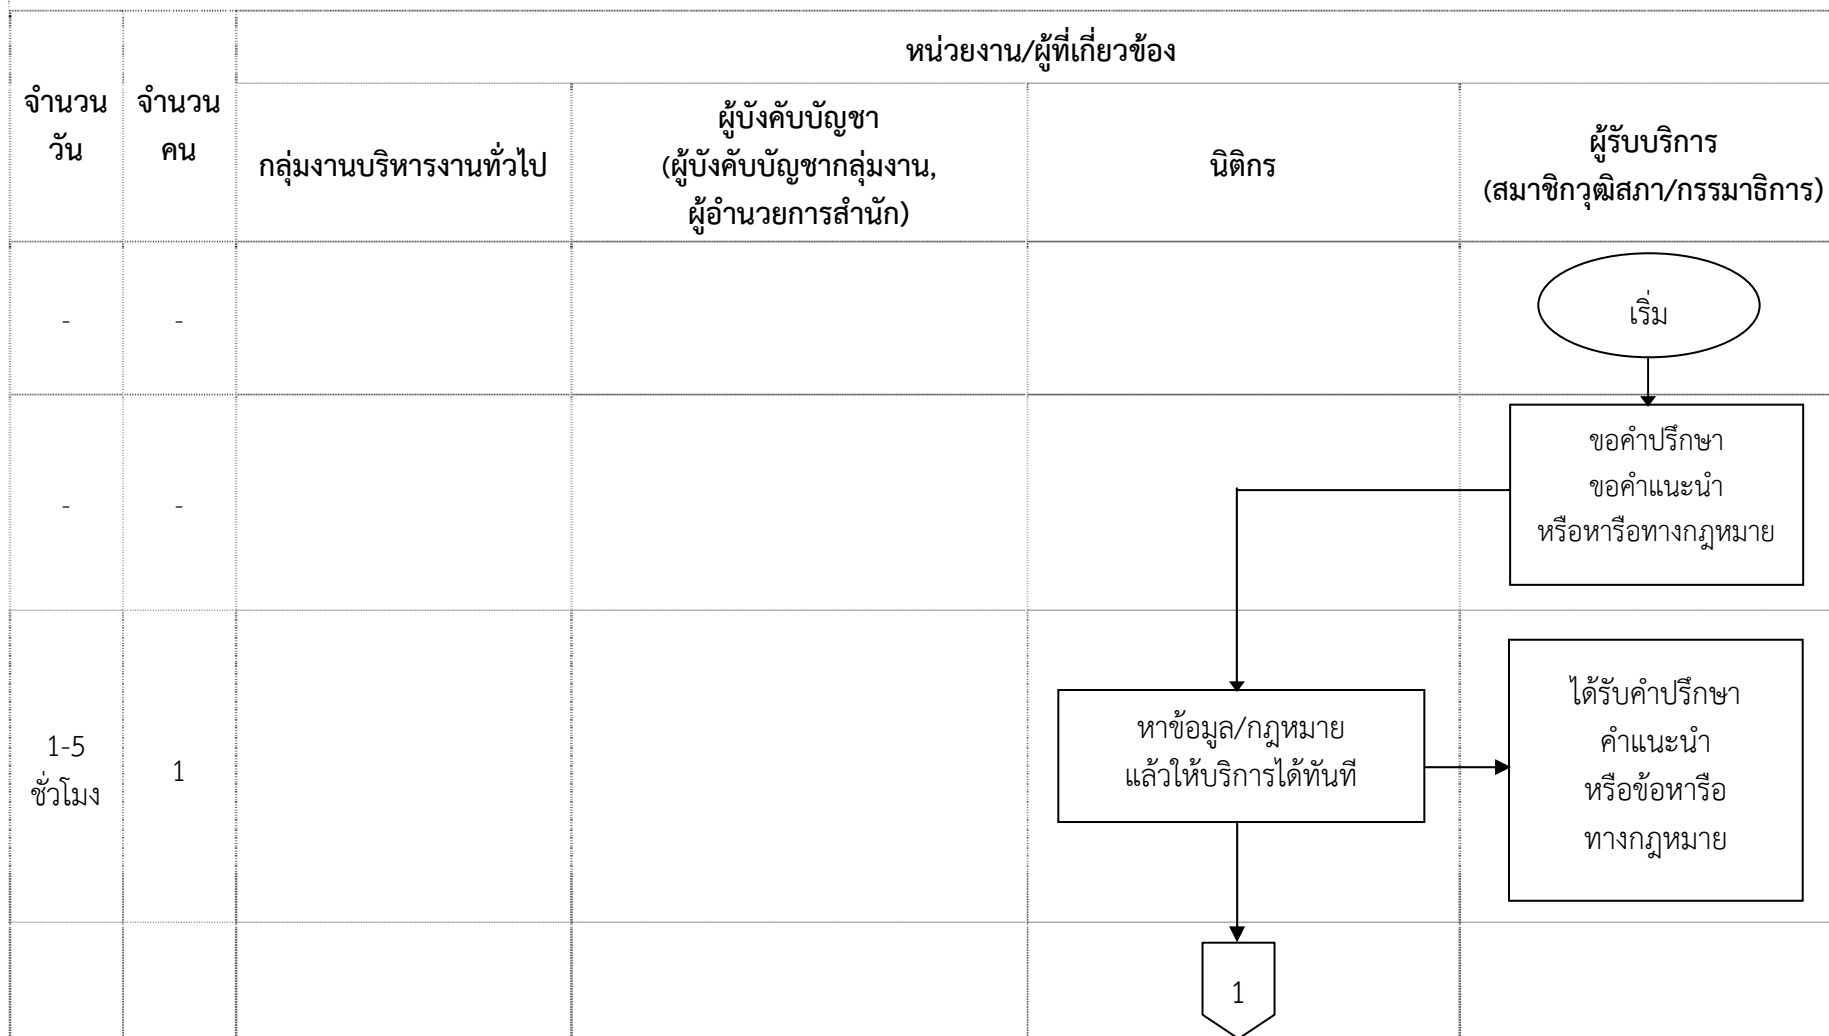 หน่วยงาน/ผู้ที่เกี่ยวข้อง
จำนวน
วัน
จำนวน
คน
กลุ่มงานบริหารงานทั่วไป
ผู้บังคับบัญชา
(ผู้บังคับบัญชากลุ่มงาน,
ผู้อำนวยการสำนัก)
นิติกร
ผู้รับบริการ
(สมาชิกวุฒิสภา/กรรมาธิการ)
-
-
เริ่ม
-
-
ขอคำปรึกษา
ขอคำแนะนำ
หรือหารือทางกฎหมาย
1-5
ชั่วโมง
1
หาข้อมูล/กฎหมาย
แล้วให้บริการได้ทันที
ได้รับคำปรึกษา
คำแนะนำ
หรือข้อหารือ
ทางกฎหมาย
1